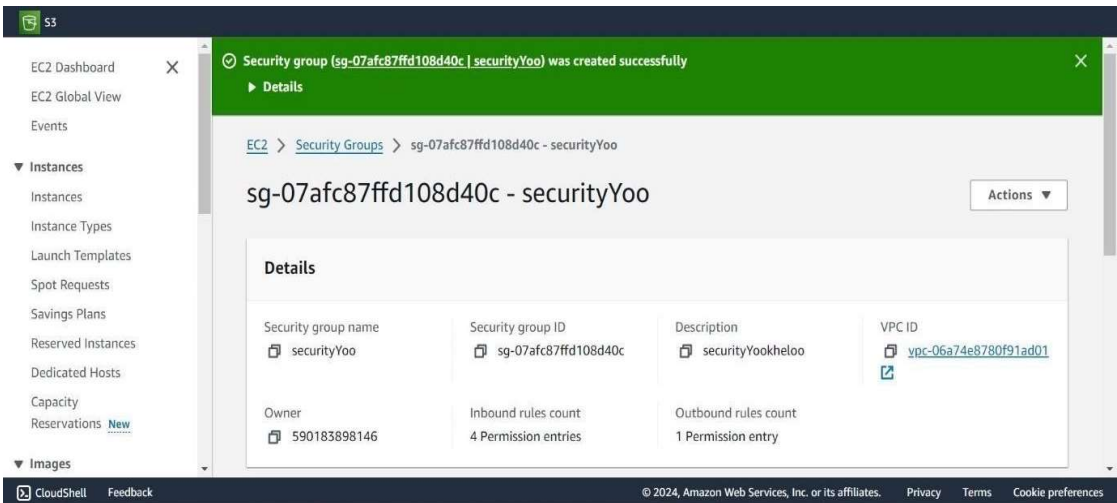 S3
EC2 Dashboard
EC2 Global View
Events
Instances
Instances
Instance Types
Launch Templates
Spot Requests
Savings Plans
Reserved Instances
Dedicated Hosts
Capacity
Reservations New
Images
Security group (sg-07afc87ffd108d40c | securityYoo) was created successfully
Details
EC2 > Security Groups > sg-07afc87ffd108d40c - securityYoo
sg-07afc87ffd108d40c - securityYoo
Actions
Details
Security group name
securityYoo
Security group ID
sg-07afc87ffd108d40c
Description
securityYookheloo
VPC ID
vpc-06a74e8780f91ad01
Owner
590183898146
Inbound rules count
4 Permission entries
Outbound rules count
1 Permission entry
CloudShell Feedback
© 2024, Amazon Web Services, Inc. or its affiliates. Privacy Terms Cookie preferences